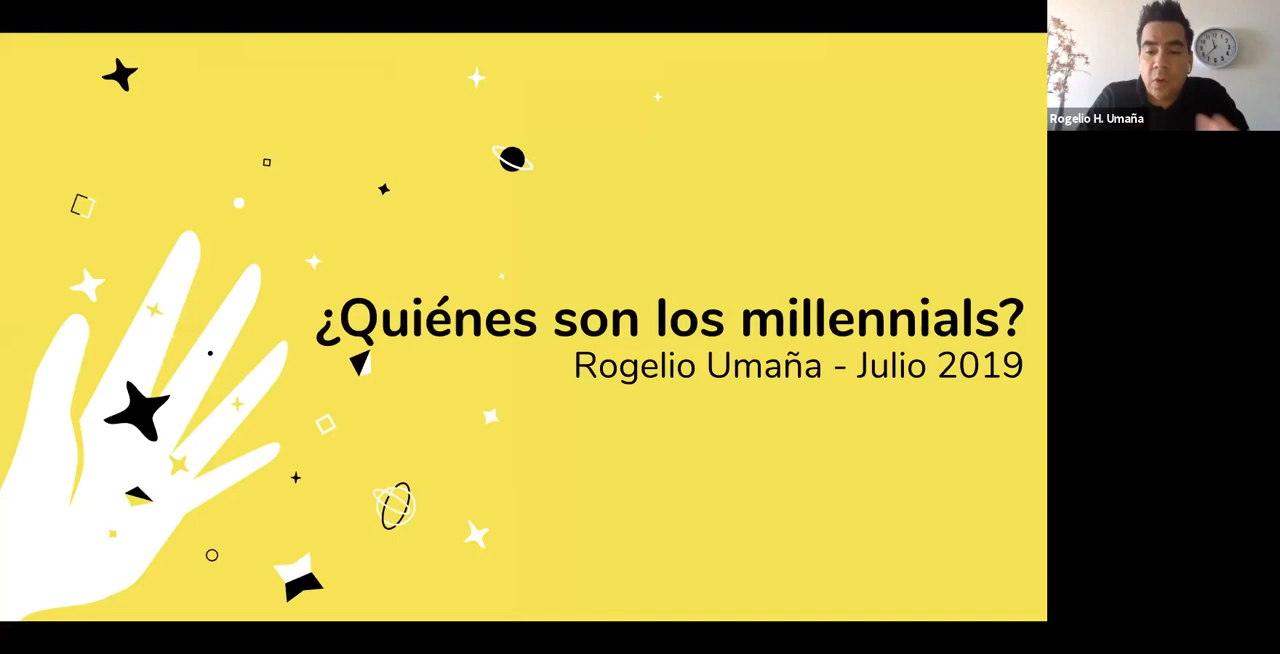 ¿Quiénes son los millennials?
Rogelio Umaña - Julio 2019
Rogelio H. Umaña